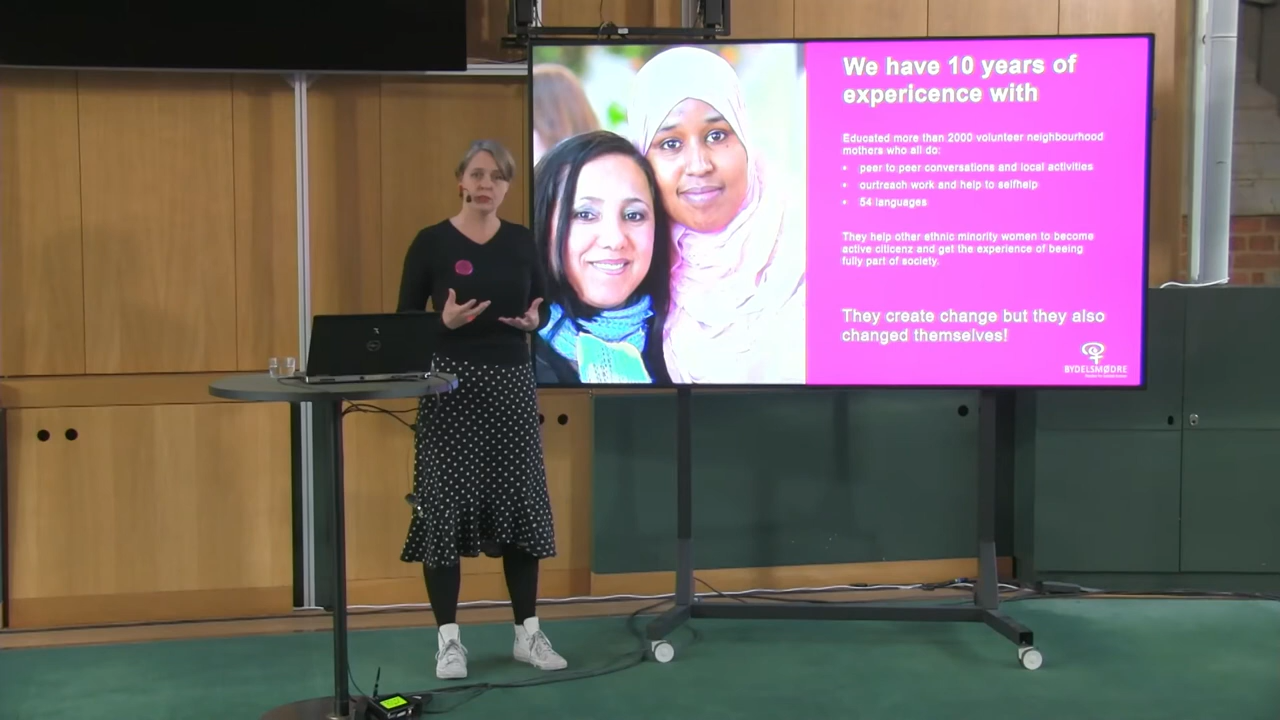 We have 10 years of
expericence with
Educated more than 2000 volunteer neighbourhood
mothers who all do:
• peer to peer conversations and local activities
• ourtreach work and help to selfhelp
• 54 languages
They help other ethnic minority women to become
active citicenz and get the experience of beeing
fully part of society.
They create change but they also
changed themselves!
BYDELSMØDRE